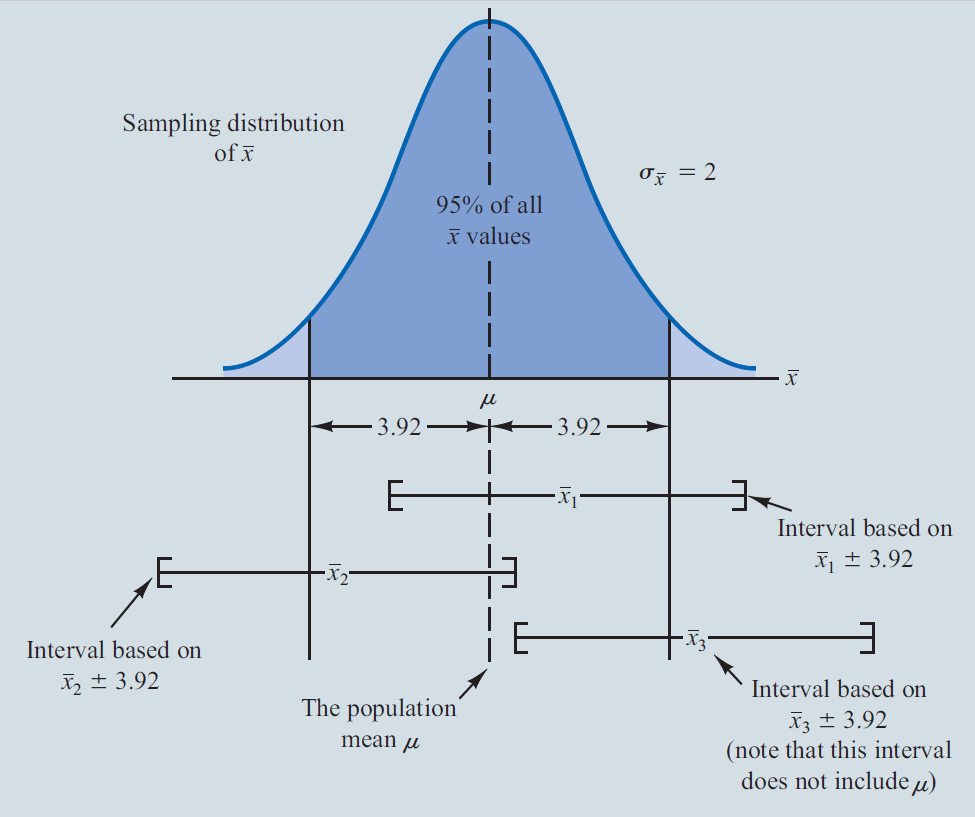 Sampling distribution
of x̄
σx̄ = 2
95% of all
x̄ values
x̄
μ
3.92
3.92
x̄₁
Interval based on
x̄₁ ± 3.92
x̄₂
Interval based on
x̄₂ ± 3.92
x̄₃
The population
mean μ
Interval based on
x̄₃ ± 3.92
(note that this interval
does not include μ)